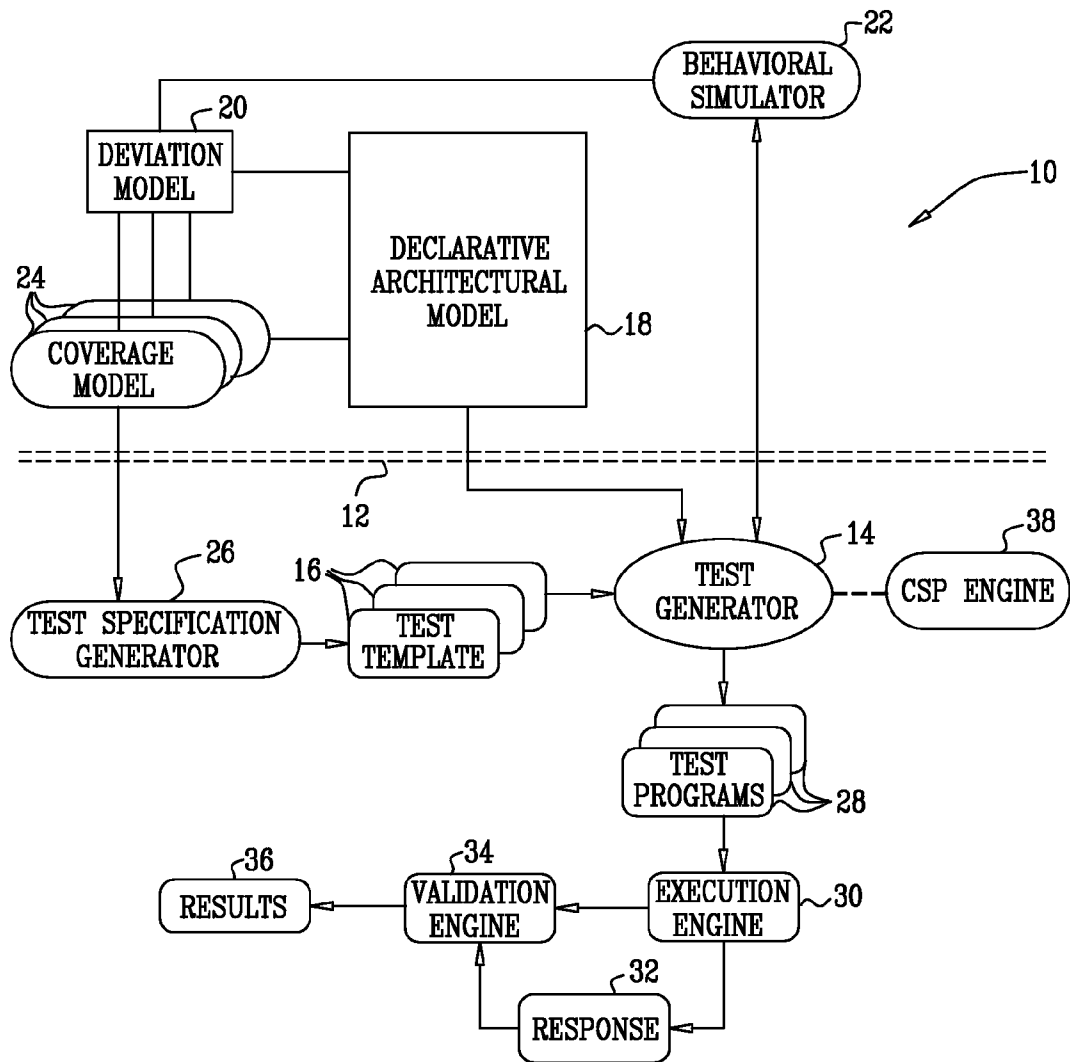 22
BEHAVIORAL
SIMULATOR
20
DEVIATION
MODEL
10
DECLARATIVE
ARCHITECTURAL
MODEL
24
18
COVERAGE
MODEL
12
26
16
14
38
TEST SPECIFICATION
GENERATOR
TEST
TEMPLATE
TEST
GENERATOR
CSP ENGINE
TEST
PROGRAMS
28
36
34
RESULTS
VALIDATION
ENGINE
EXECUTION
ENGINE
30
32
RESPONSE